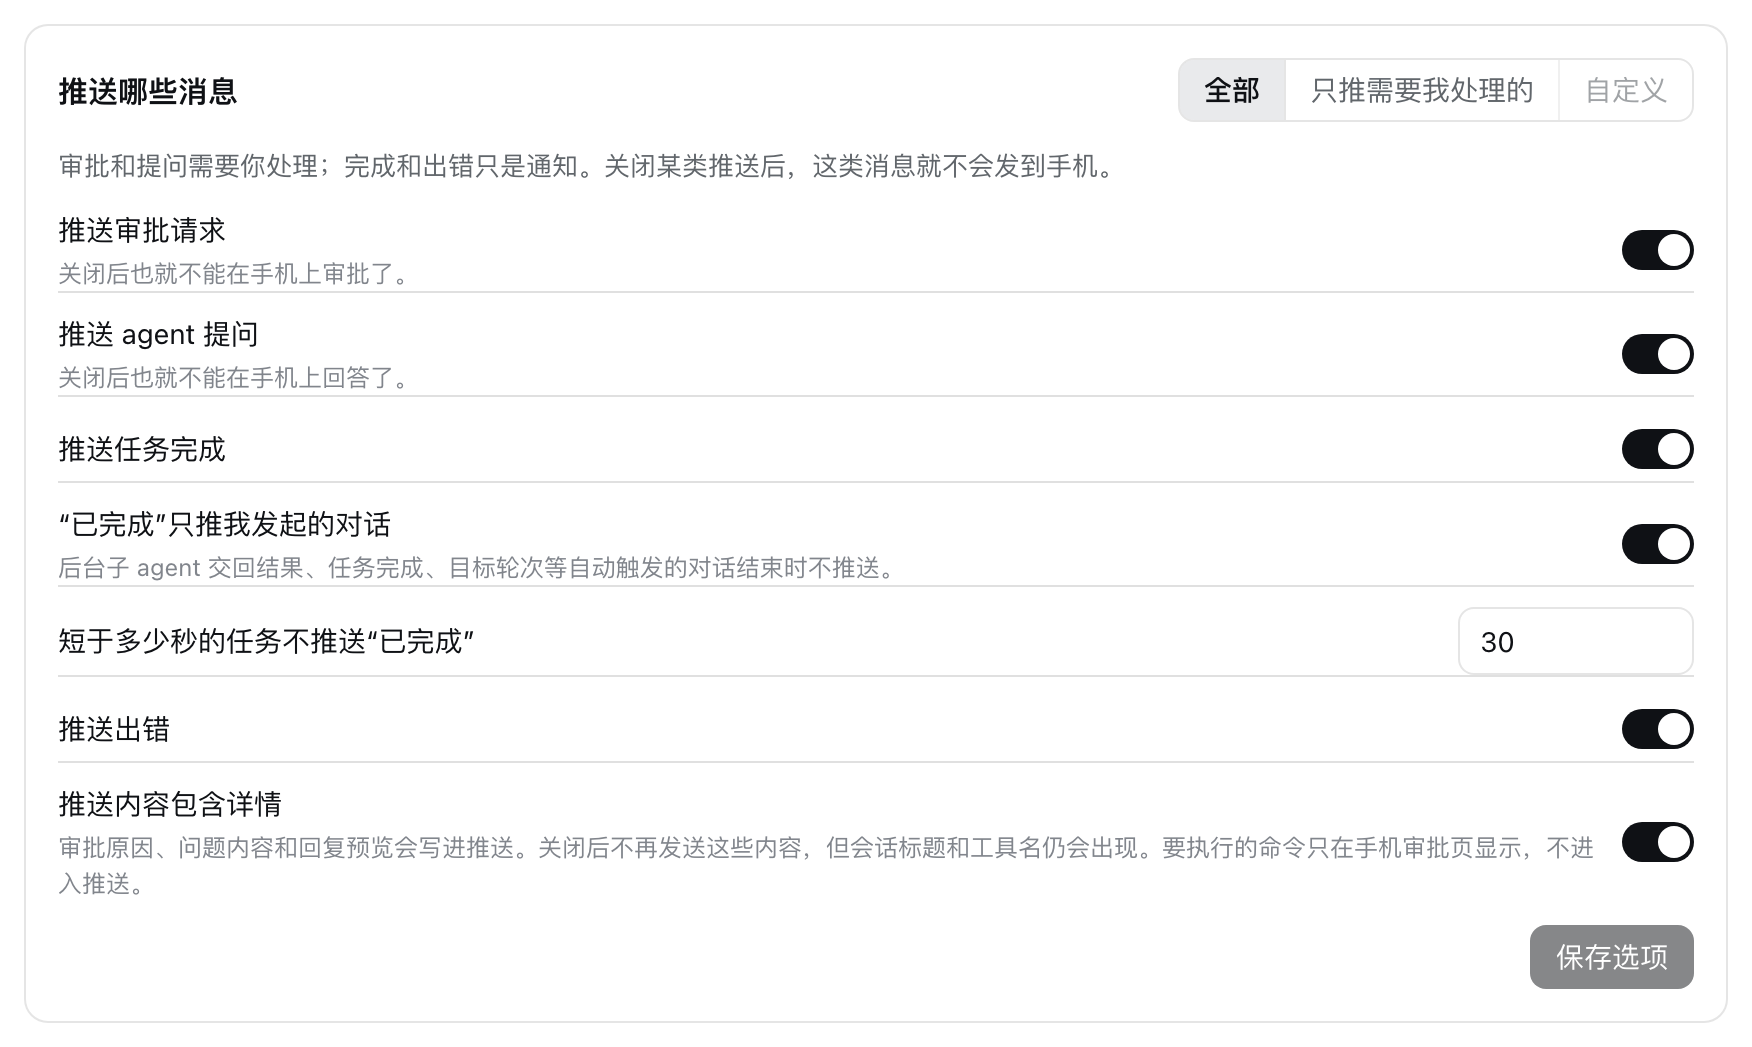 推送哪些消息
全部 只推需要我处理的 自定义
审批和提问需要你处理；完成和出错只是通知。关闭某类推送后，这类消息就不会发到手机。
推送审批请求
关闭后也就不能在手机上审批了。
推送 agent 提问
关闭后也就不能在手机上回答了。
推送任务完成
“已完成”只推我发起的对话
后台子 agent 交回结果、任务完成、目标轮次等自动触发的对话结束时不推送。
短于多少秒的任务不推送“已完成” 30
推送出错
推送内容包含详情
审批原因、问题内容和回复预览会写进推送。关闭后不再发送这些内容，但会话标题和工具名仍会出现。要执行的命令只在手机审批页显示，不进
入推送。
保存选项